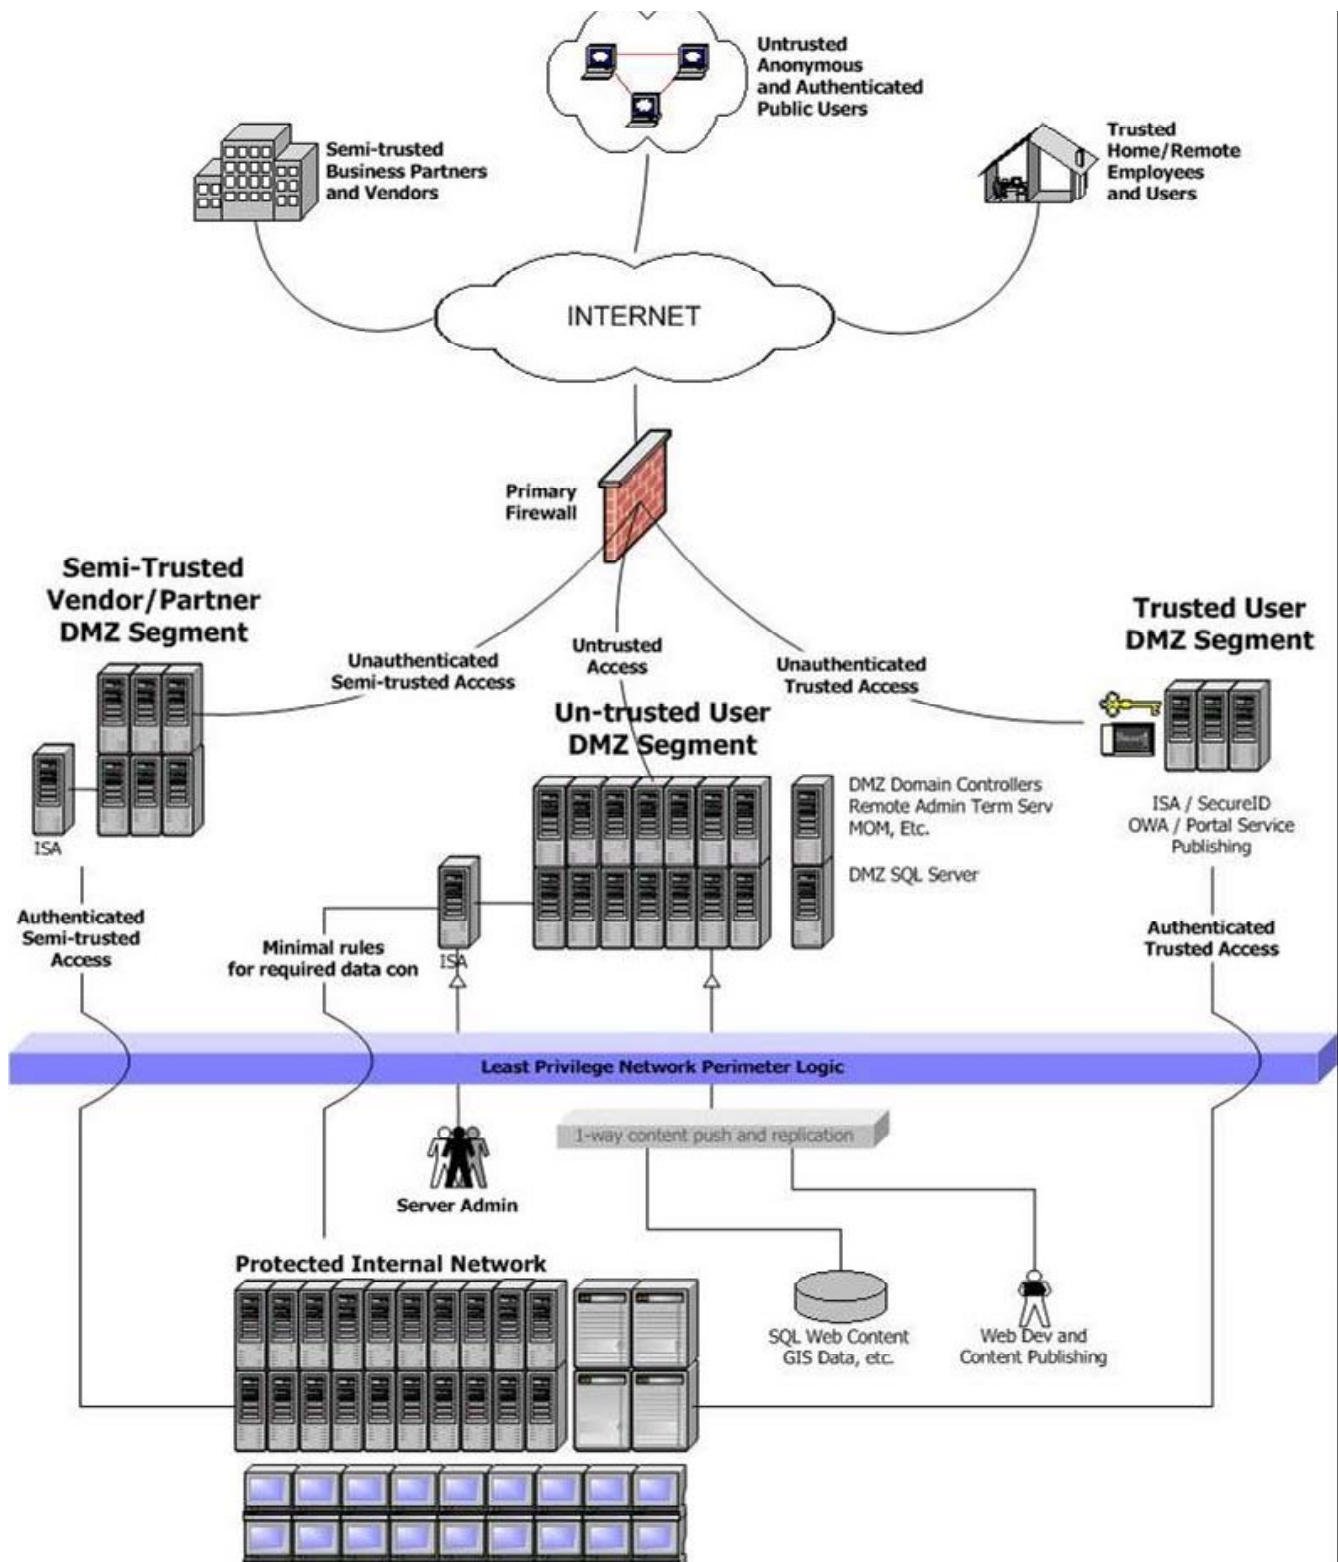 Untrusted
Anonymous
and Authenticated
Public Users
Semi-trusted
Business Partners
and Vendors
Trusted
Home/Remote
Employees
and Users
INTERNET
Primary
Firewall
Semi-Trusted
Vendor/Partner
DMZ Segment
Trusted User
DMZ Segment
Unauthenticated
Semi-trusted Access
Untrusted
Access
Unauthenticated
Trusted Access
Un-trusted User
DMZ Segment
ISA
DMZ Domain Controllers
Remote Admin Term Serv
MOM, Etc.
DMZ SQL Server
ISA / SecureID
OWA / Portal Service
Publishing
Authenticated
Semi-trusted
Access
Minimal rules
for required data con
ISA
Authenticated
Trusted Access
Least Privilege Network Perimeter Logic
1-way content push and replication
Server Admin
Protected Internal Network
SQL Web Content
GIS Data, etc.
Web Dev and
Content Publishing